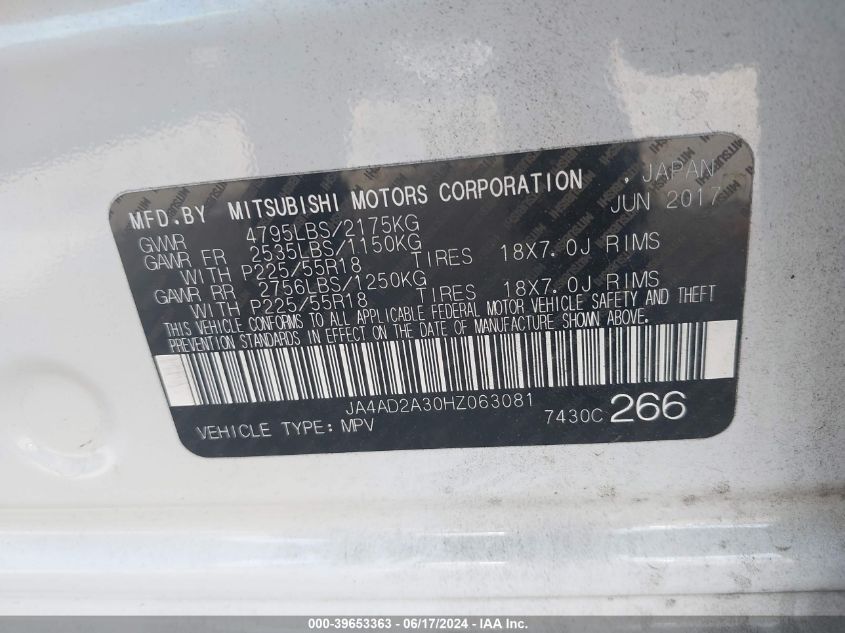 MFD.BY MITSUBISHI MOTORS CORPORATION , JAPAN
GVWR 4795LBS/2175KG JUN 2017
GAWR FR 2535LBS/1150KG
WITH P225/55R18 TIRES 18X7.0J RIMS
GAWR RR 2756LBS/1250KG
WITH P225/55R18 TIRES 18X7.0J RIMS
THIS VEHICLE CONFORMS TO ALL APPLICABLE FEDERAL MOTOR VEHICLE SAFETY AND THEFT
PREVENTION STANDARDS IN EFFECT ON THE DATE OF MANUFACTURE SHOWN ABOVE.
JA4AD2A30HZ063081
VEHICLE TYPE: MPV 7430C 266
000-39653363 - 06/17/2024 - IAA Inc.